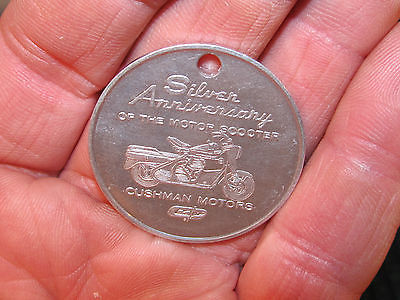 Silver
Anniversary
OF THE MOTOR SCOOTER
CUSHMAN MOTORS